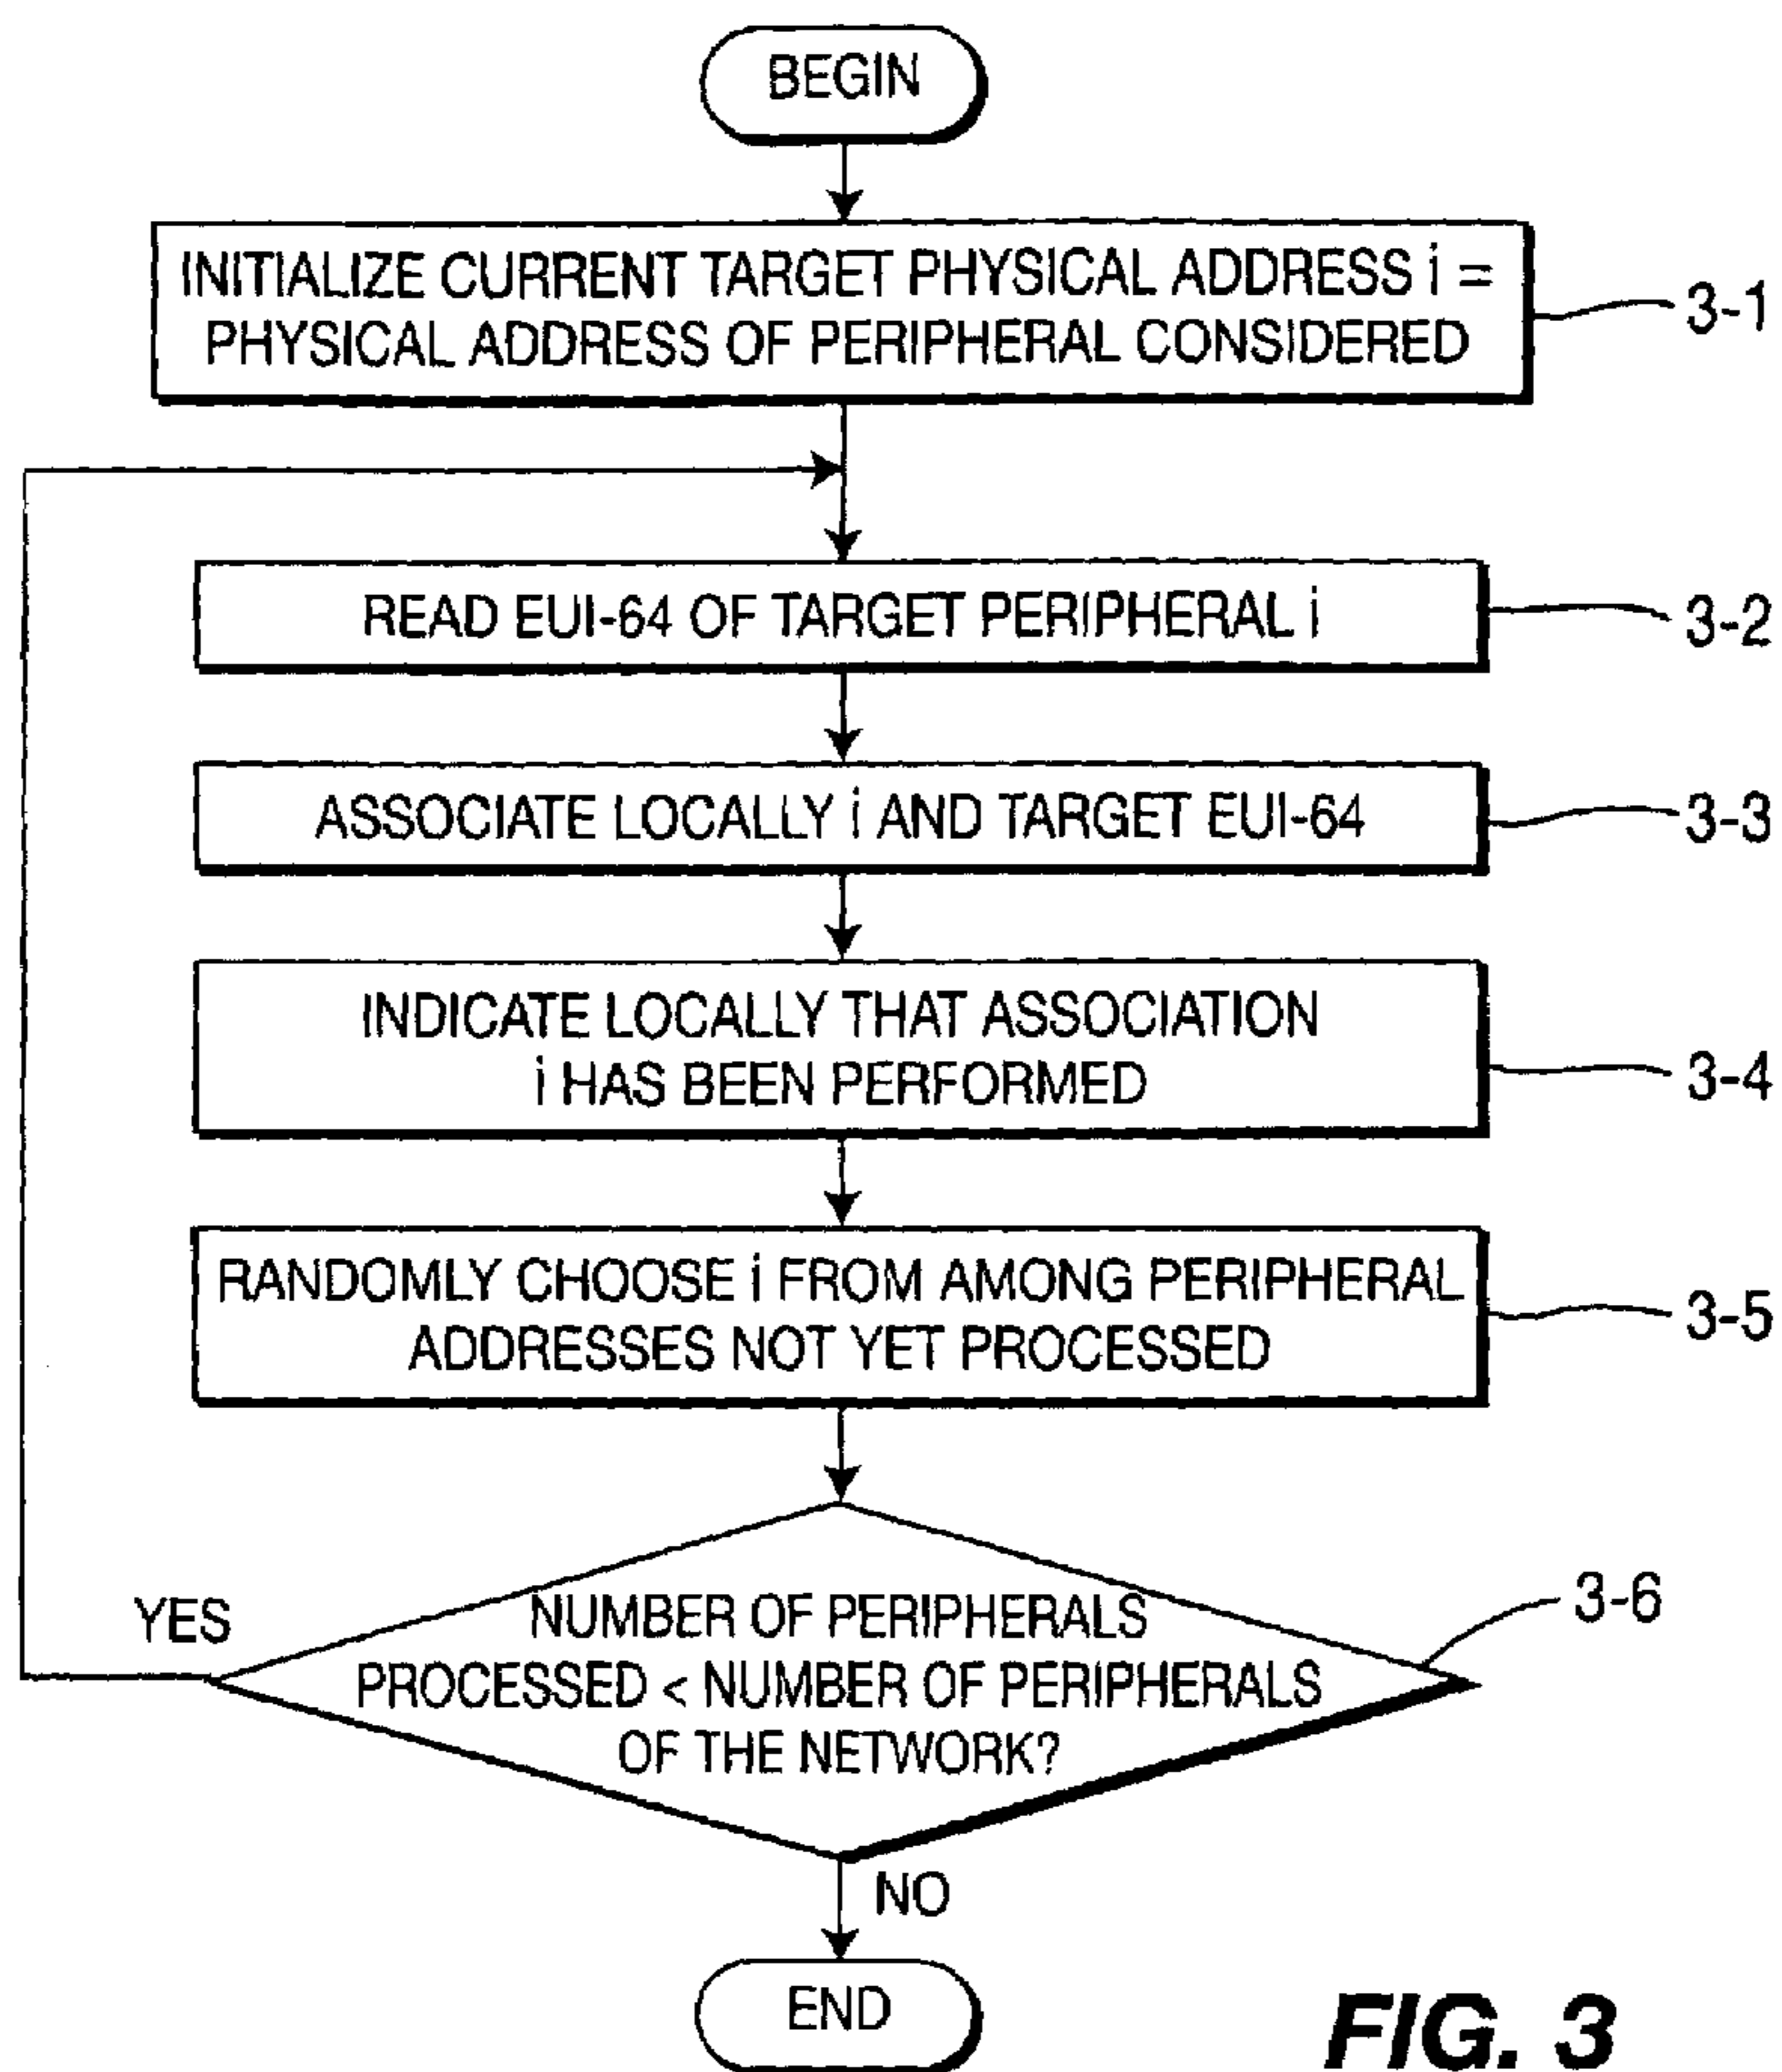 BEGIN
INITIALIZE CURRENT TARGET PHYSICAL ADDRESS i =
PHYSICAL ADDRESS OF PERIPHERAL CONSIDERED
3-1
READ EUI-64 OF TARGET PERIPHERAL i
3-2
ASSOCIATE LOCALLY i AND TARGET EUI-64
3-3
INDICATE LOCALLY THAT ASSOCIATION
i HAS BEEN PERFORMED
3-4
RANDOMLY CHOOSE i FROM AMONG PERIPHERAL
ADDRESSES NOT YET PROCESSED
3-5
YES
NUMBER OF PERIPHERALS
PROCESSED < NUMBER OF PERIPHERALS
OF THE NETWORK?
3-6
NO
END
FIG. 3